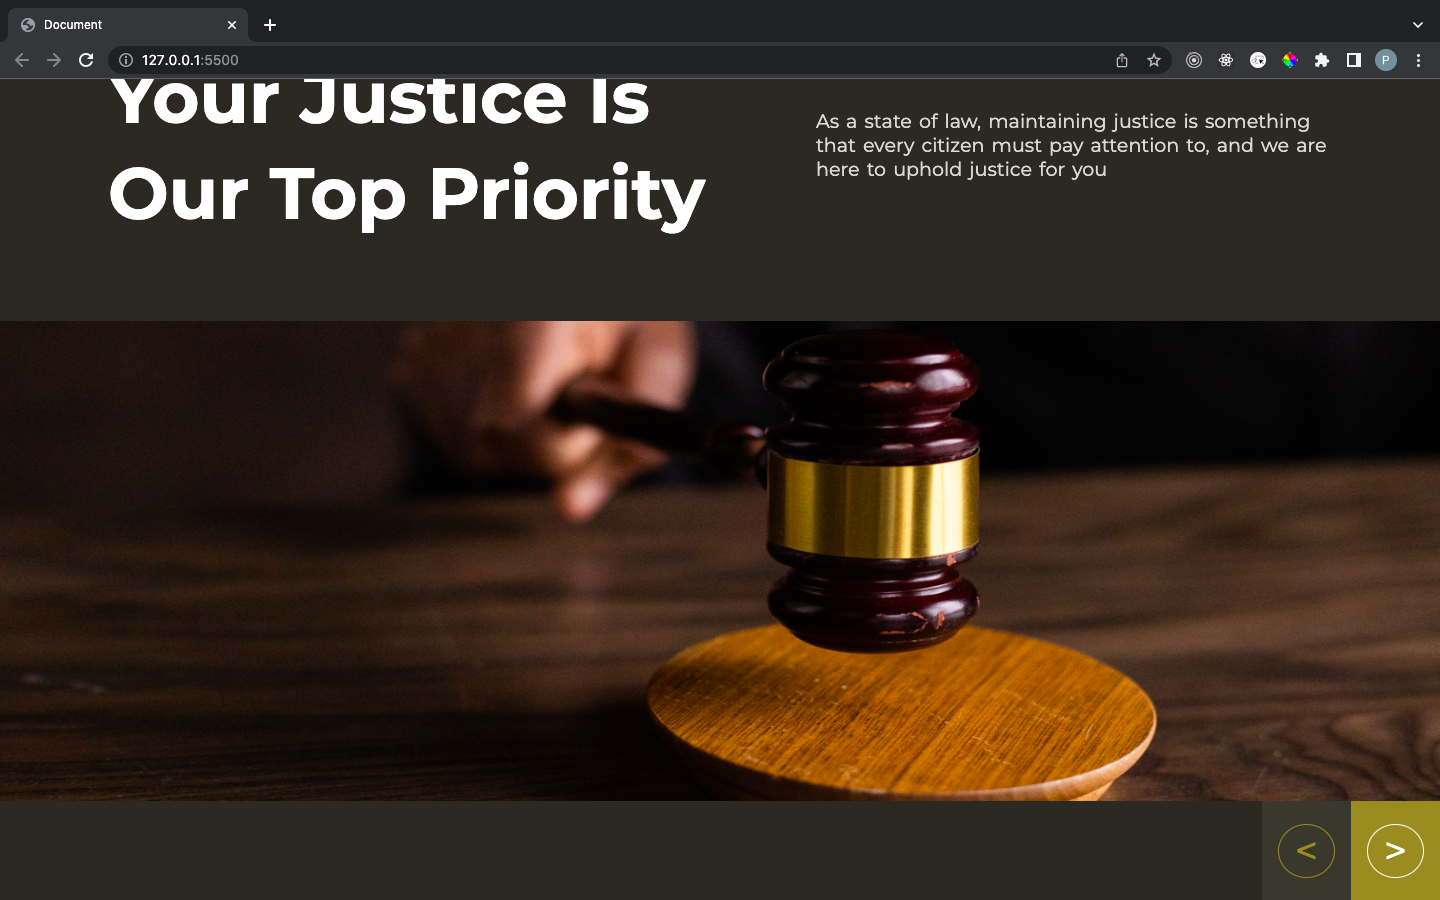 Document
127.0.0.1:5500
P
Your Justice Is
Our Top Priority
As a state of law, maintaining justice is something
that every citizen must pay attention to, and we are
here to uphold justice for you
< >